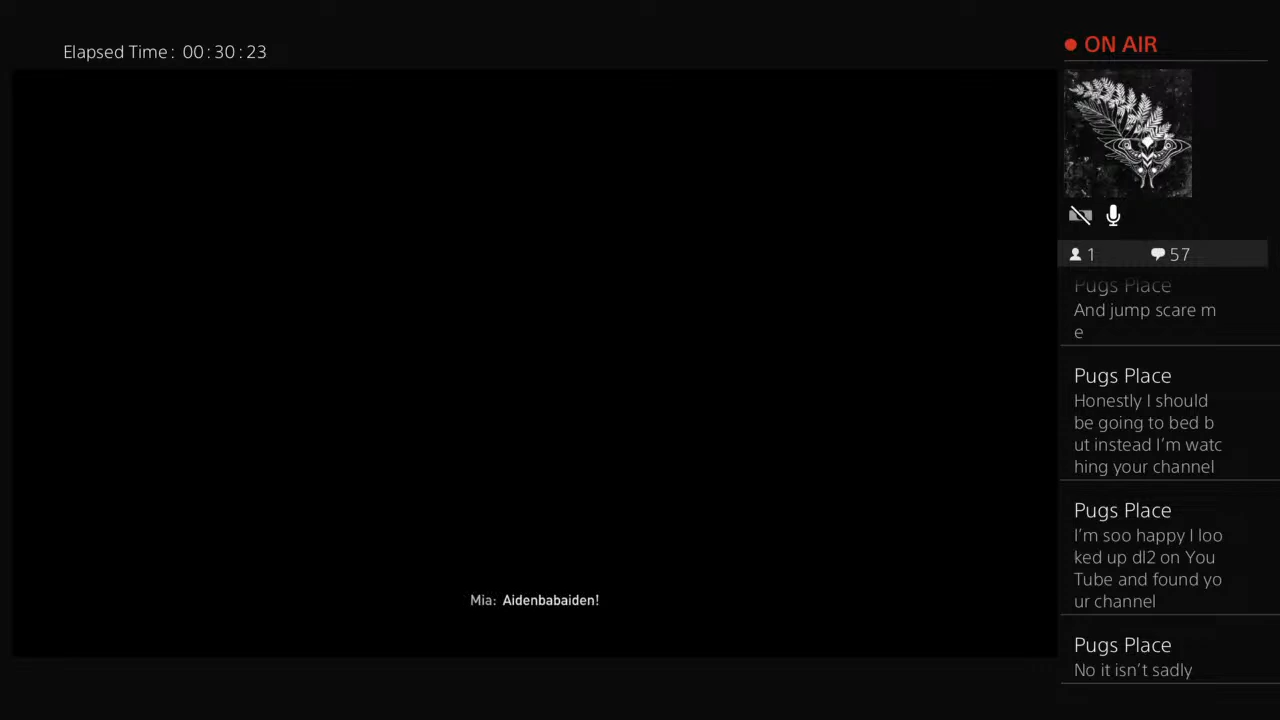 Elapsed Time: 00:30:23
ON AIR
1 57
Pugs Place
And jump scare m
e
Pugs Place
Honestly I should
be going to bed b
ut instead I'm watc
hing your channel
Pugs Place
I'm soo happy I loo
ked up dl2 on You
Tube and found yo
ur channel
Pugs Place
No it isn't sadly
Mia: Aidenbabaiden!